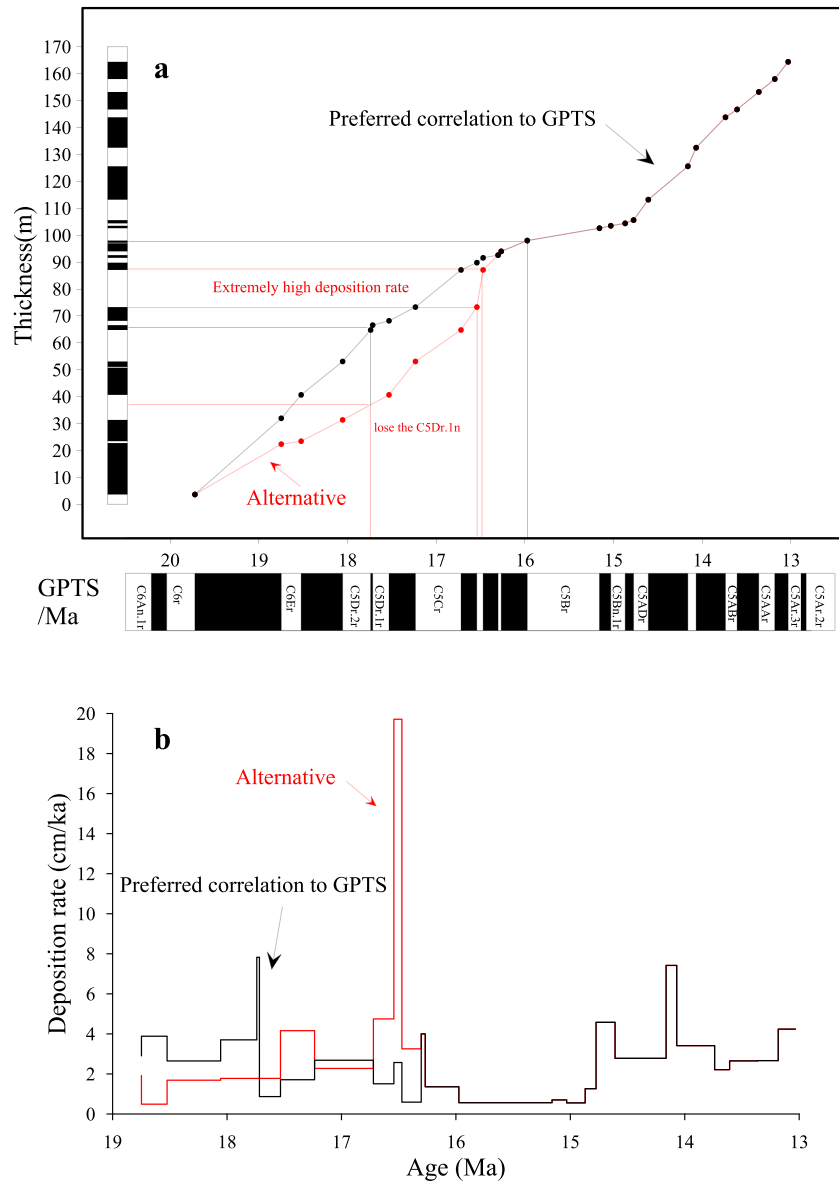 a
170
160
150
140
130
120
110
100
90
80
70
60
50
40
30
20
10
0
Thickness(m)
Preferred correlation to GPTS
Extremely high deposition rate
lose the C5Dr.1n
Alternative
20 19 18 17 16 15 14 13
GPTS
/Ma
C6An.1r C6r C6Er C5Dr.2r C5Dr.1r C5Cr C5Br C5Bn.1r C5ADr C5ABr C5AAr C5Ar.3r C5Ar.2r
b
20
18
16
14
12
10
8
6
4
2
0
Deposition rate (cm/ka)
Alternative
Preferred correlation to GPTS
19 18 17 16 15 14 13
Age (Ma)